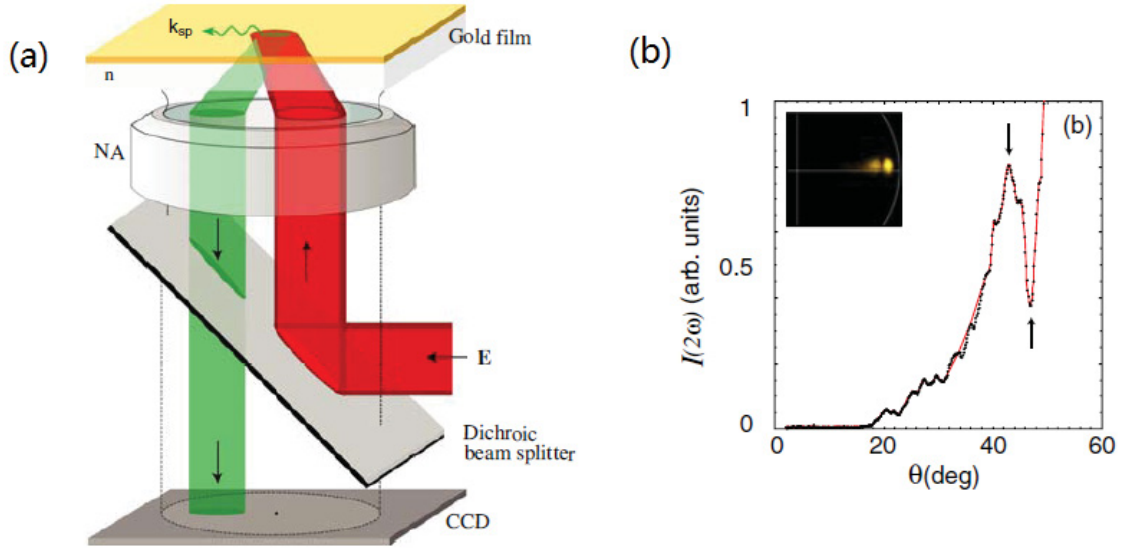 (a)
k_sp
Gold film
n
NA
E
Dichroic
beam splitter
CCD
(b)
(b)
I(2ω) (arb. units)
1
0.5
0
0
20
40
60
θ(deg)